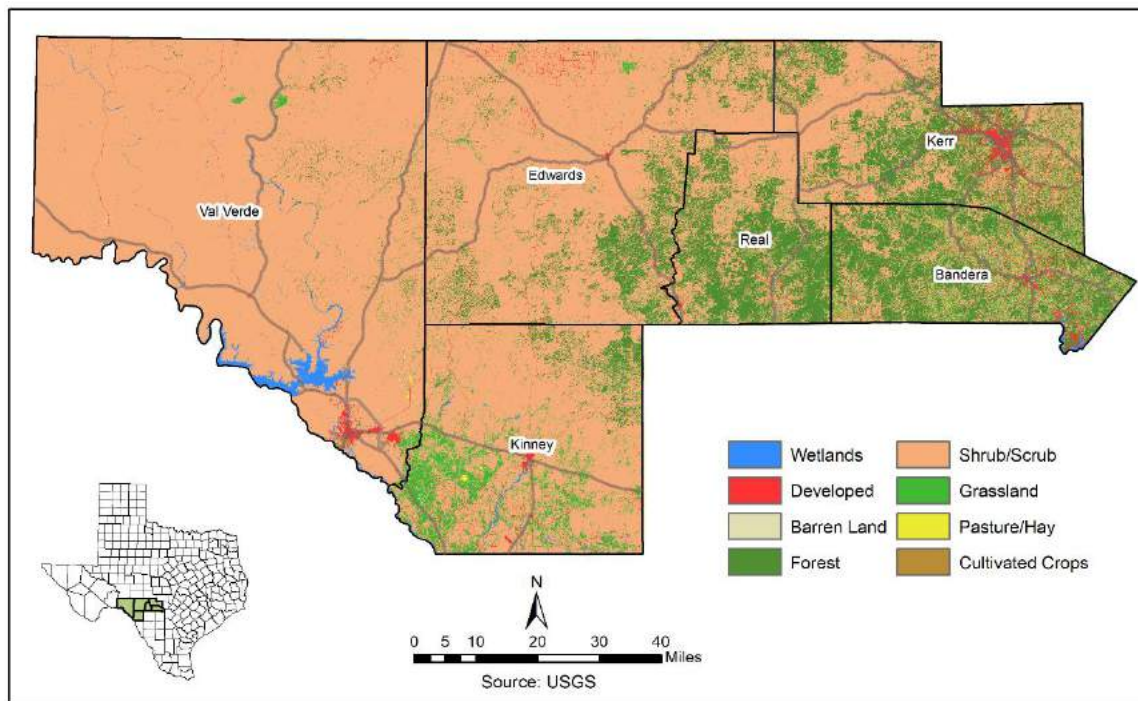 Kerr
Edwards
Val Verde
Real
Bandera
Kinney
Wetlands
Shrub/Scrub
Developed
Grassland
Barren Land
Pasture/Hay
Forest
Cultivated Crops
N
0 5 10 20 30 40
Miles
Source: USGS